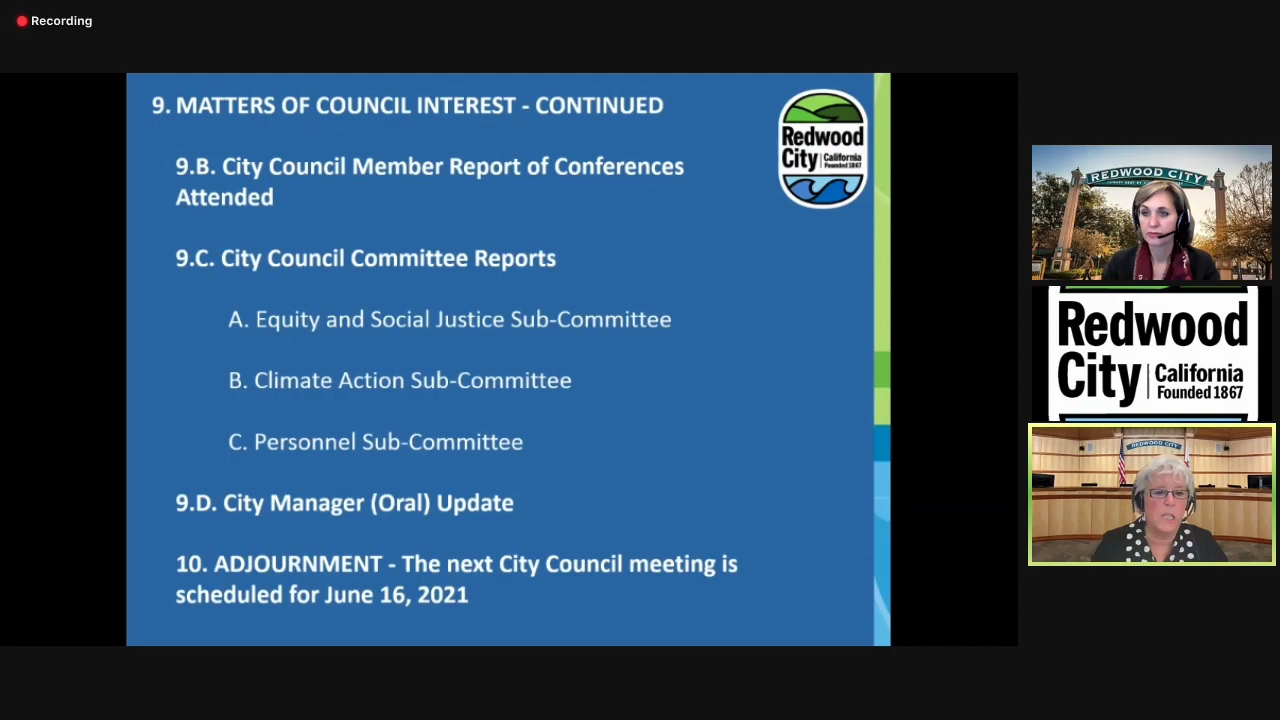 Recording
9. MATTERS OF COUNCIL INTEREST - CONTINUED
9.B. City Council Member Report of Conferences
Attended
9.C. City Council Committee Reports
A. Equity and Social Justice Sub-Committee
B. Climate Action Sub-Committee
C. Personnel Sub-Committee
9.D. City Manager (Oral) Update
10. ADJOURNMENT - The next City Council meeting is
scheduled for June 16, 2021
Redwood
City California
Founded 1867
REDWOOD CITY
Redwood
City California
Founded 1867
REDWOOD CITY